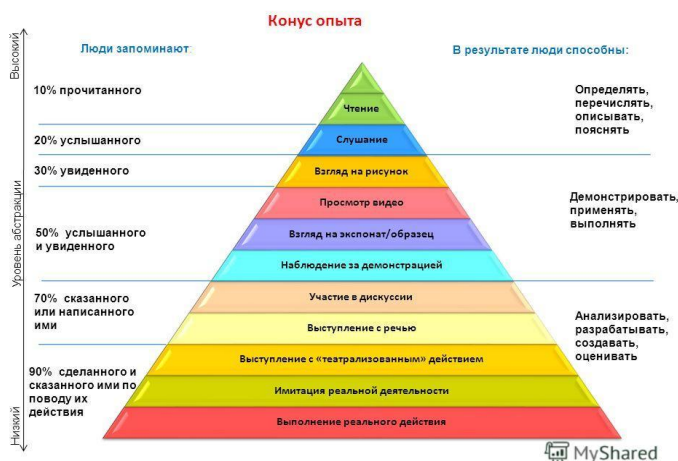 Конус опыта
Люди запоминают:
В результате люди способны:
Высокий
Уровень абстракции
Низкий
10% прочитанного
20% услышанного
30% увиденного
50% услышанного
и увиденного
70% сказанного
или написанного
ими
90% сделанного и
сказанного ими по
поводу их
действия
Чтение
Слушание
Взгляд на рисунок
Просмотр видео
Взгляд на экспонат/образец
Наблюдение за демонстрацией
Участие в дискуссии
Выступление с речью
Выступление с «театрализованным» действием
Имитация реальной деятельности
Выполнение реального действия
Определять,
перечислять,
описывать,
пояснять
Демонстрировать,
применять,
выполнять
Анализировать,
разрабатывать,
создавать,
оценивать
MyShared